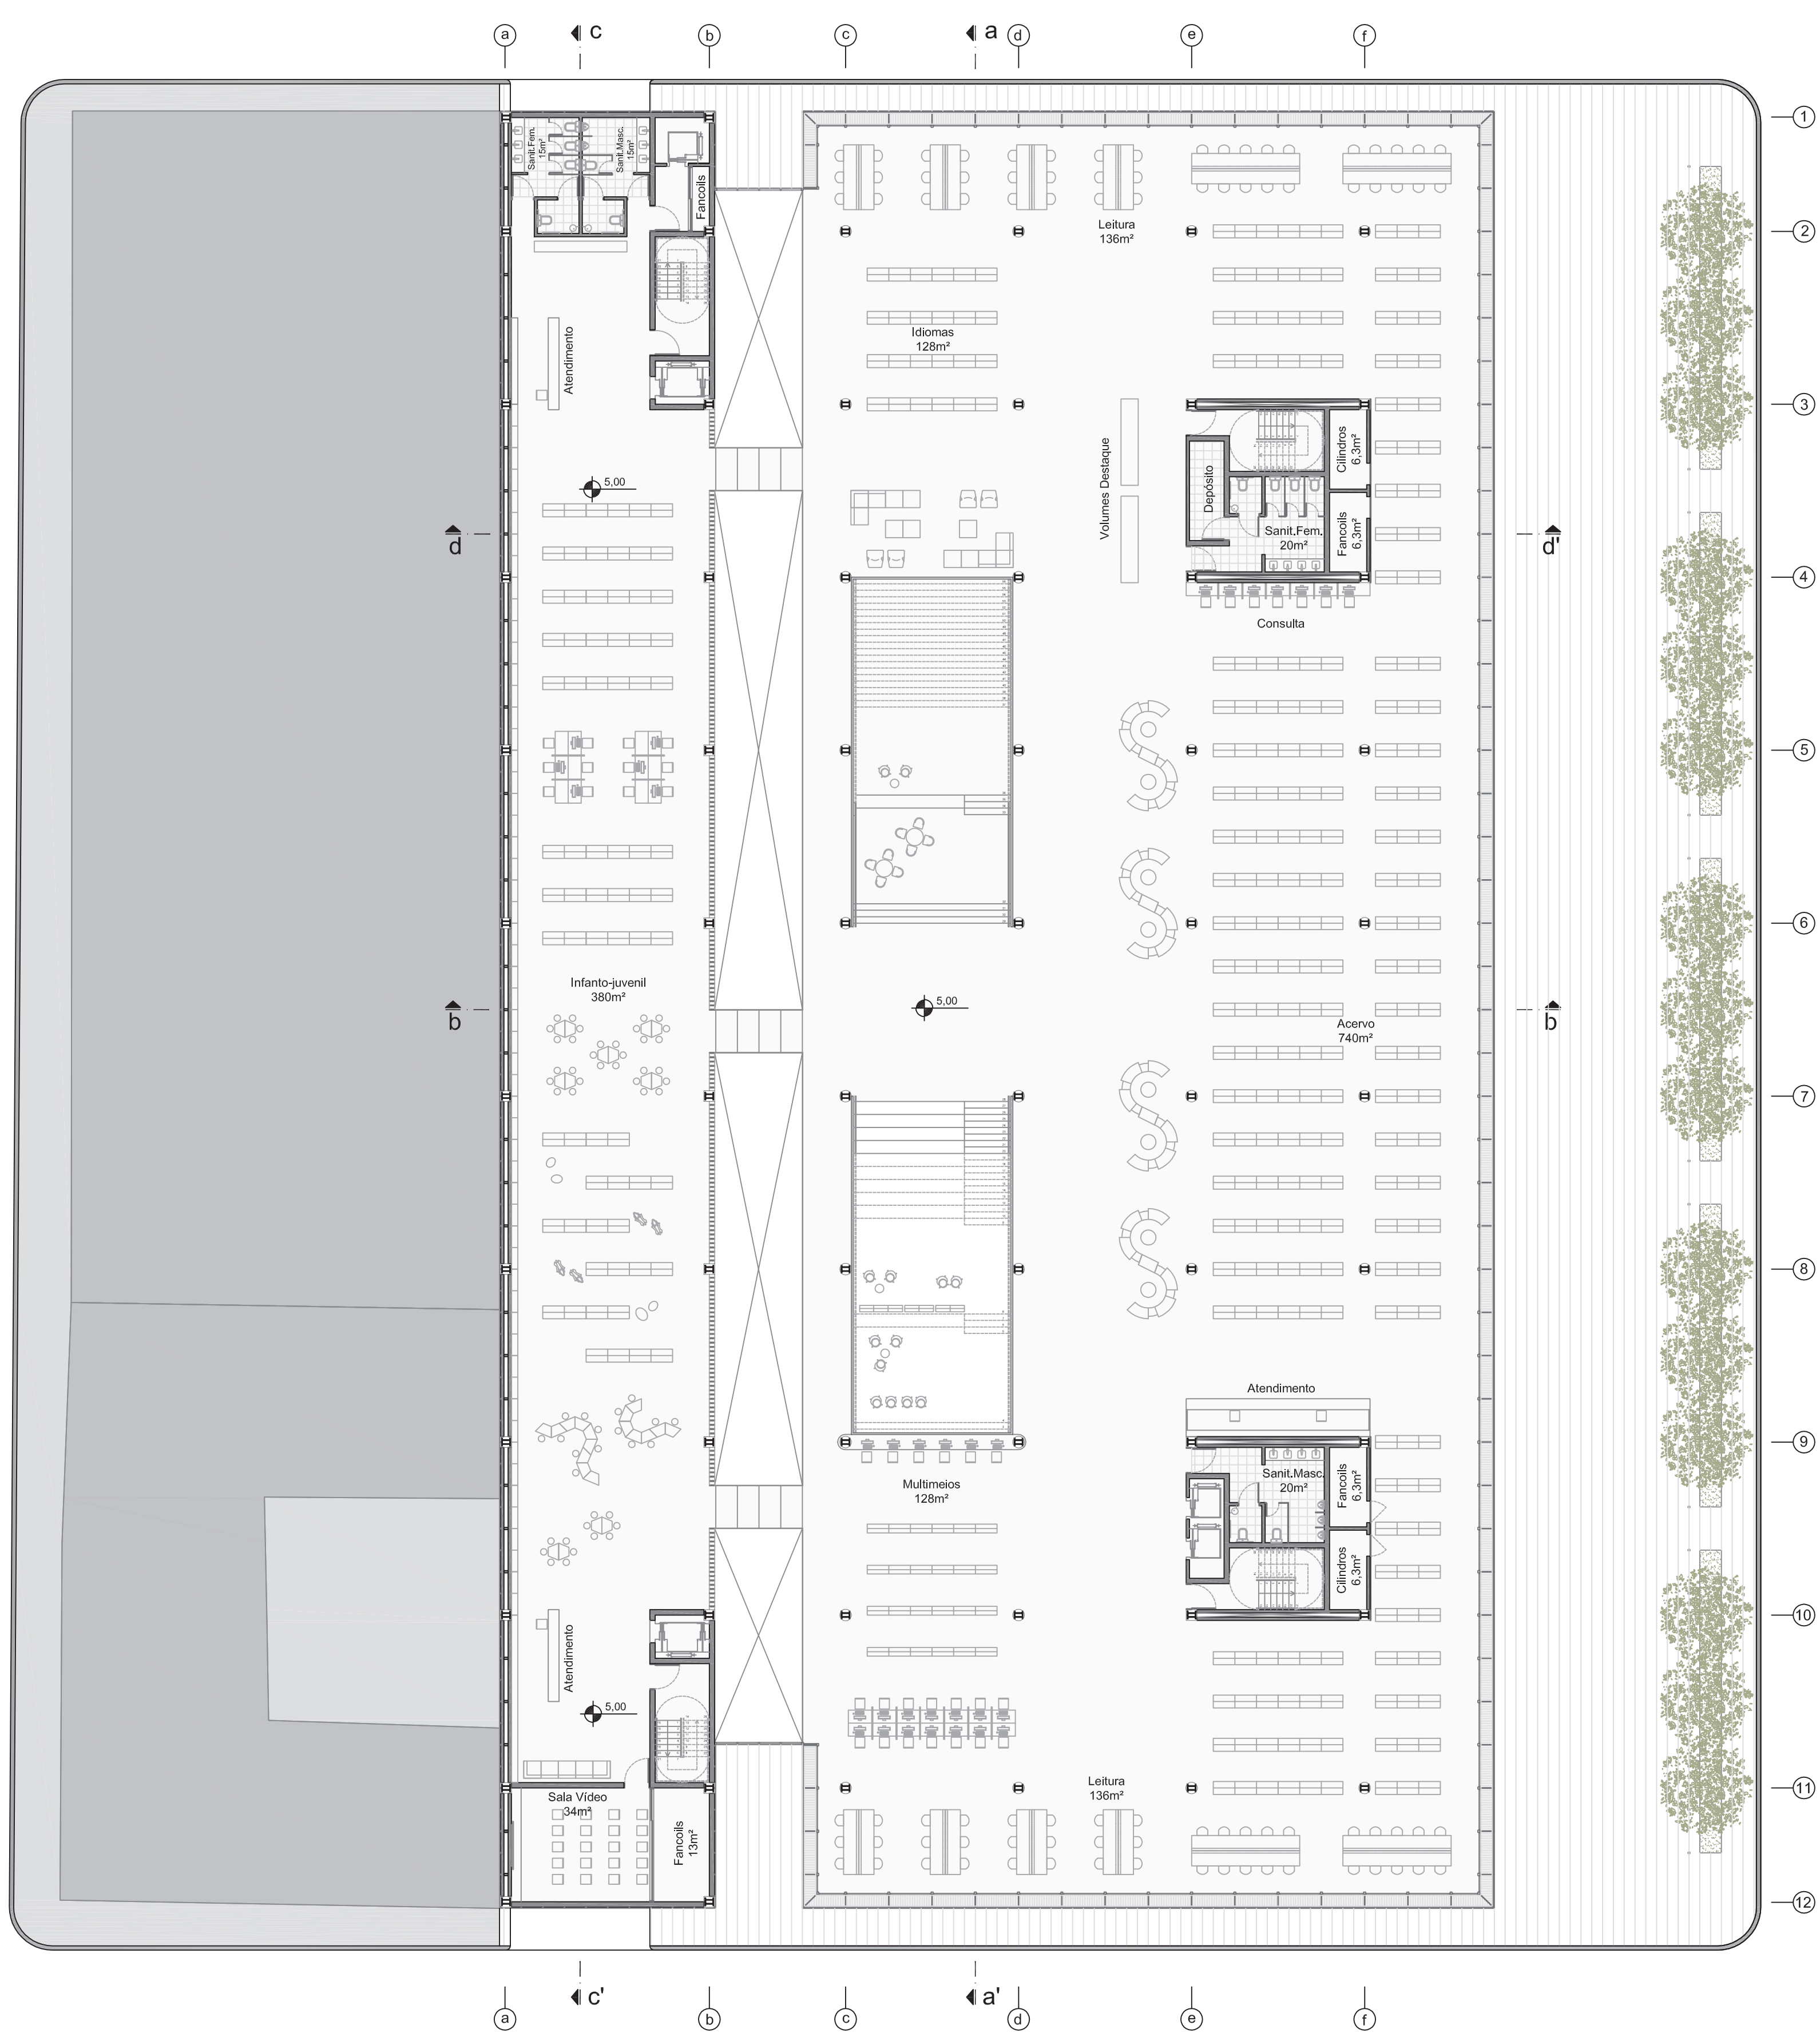 a
c
b
c
a
d
e
f
1
Sanit.Fem.
15m²
Sanit.Masc.
15m²
Fancoils
Leitura
136m²
2
Idiomas
128m²
Atendimento
3
Volumes Destaque
Depósito
Cilindros
6,3m²
5,00
d
Sanit.Fem.
20m²
Fancoils
6,3m²
d'
4
Consulta
5
6
Infanto-juvenil
380m²
b
5,00
Acervo
740m²
b'
7
8
Atendimento
9
Multimeios
128m²
Sanit.Masc.
20m²
Fancoils
6,3m²
Cilindros
6,3m²
10
Atendimento
5,00
Leitura
136m²
11
Sala Vídeo
34m²
Fancoils
13m²
12
c'
a'
a
b
c
d
e
f